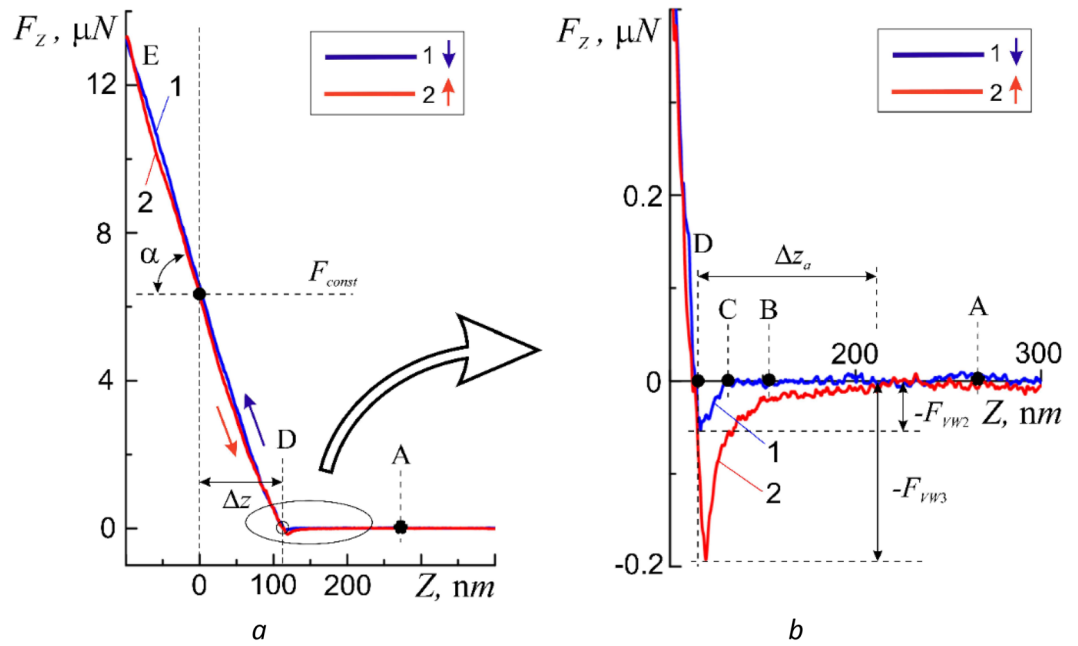 F_Z, μN
E
1
12
2
8
α
F_const
4
D
A
Δz
0
0 100 200 Z, nm
1
2
a
F_Z, μN
1
2
0.2
D
Δz_a
C B A
200 300
0
Z, nm
-F_VW2
1
2
-F_VW3
-0.2
b